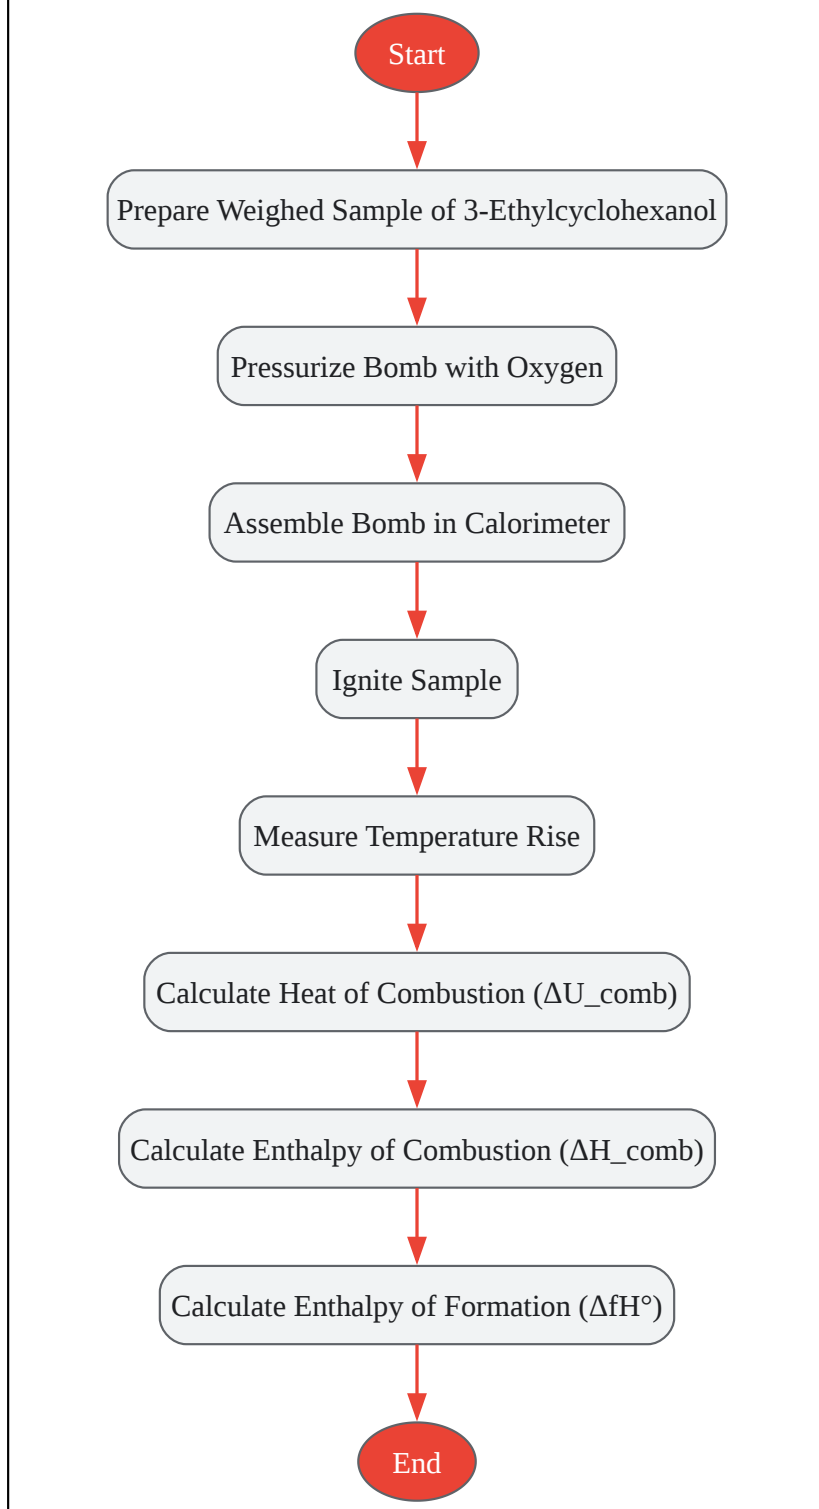 Start
Prepare Weighed Sample of 3-Ethylcyclohexanol
Pressurize Bomb with Oxygen
Assemble Bomb in Calorimeter
Ignite Sample
Measure Temperature Rise
Calculate Heat of Combustion (ΔU_comb)
Calculate Enthalpy of Combustion (ΔH_comb)
Calculate Enthalpy of Formation (ΔfH°)
End